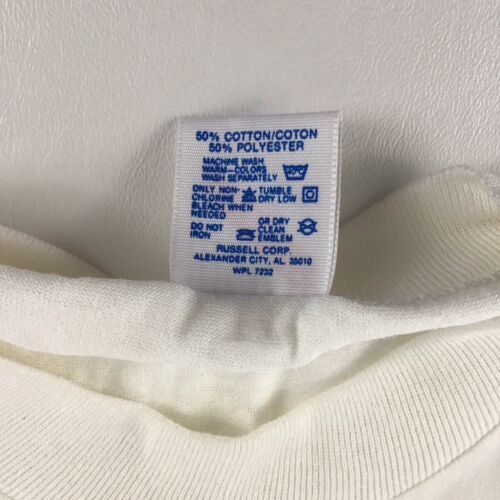 50% COTTON/COTON
50% POLYESTER
MACHINE WASH
WARM-COLORS
WASH SEPARATELY
ONLY NON-
CHLORINE
BLEACH WHEN
NEEDED
TUMBLE
DRY LOW
DO NOT
IRON
OR DRY
CLEAN
EMBLEM
RUSSELL CORP.
ALEXANDER CITY, AL 35010
WPL 7232